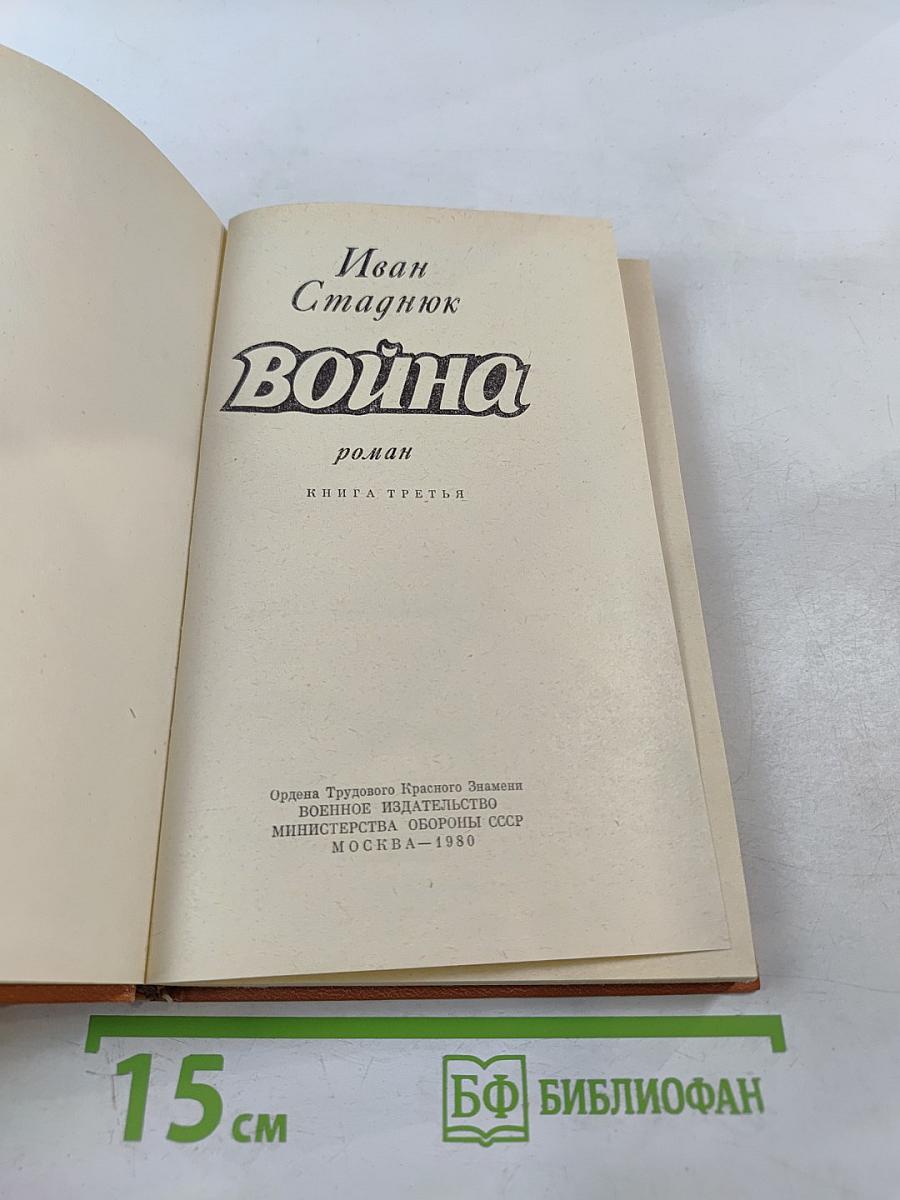 Иван
Стаднюк
ВОЙНА
роман
КНИГА ТРЕТЬЯ
Ордена Трудового Красного Знамени
ВОЕННОЕ ИЗДАТЕЛЬСТВО
МИНИСТЕРСТВА ОБОРОНЫ СССР
МОСКВА—1980
15 см
БФ БИБЛИОФАН